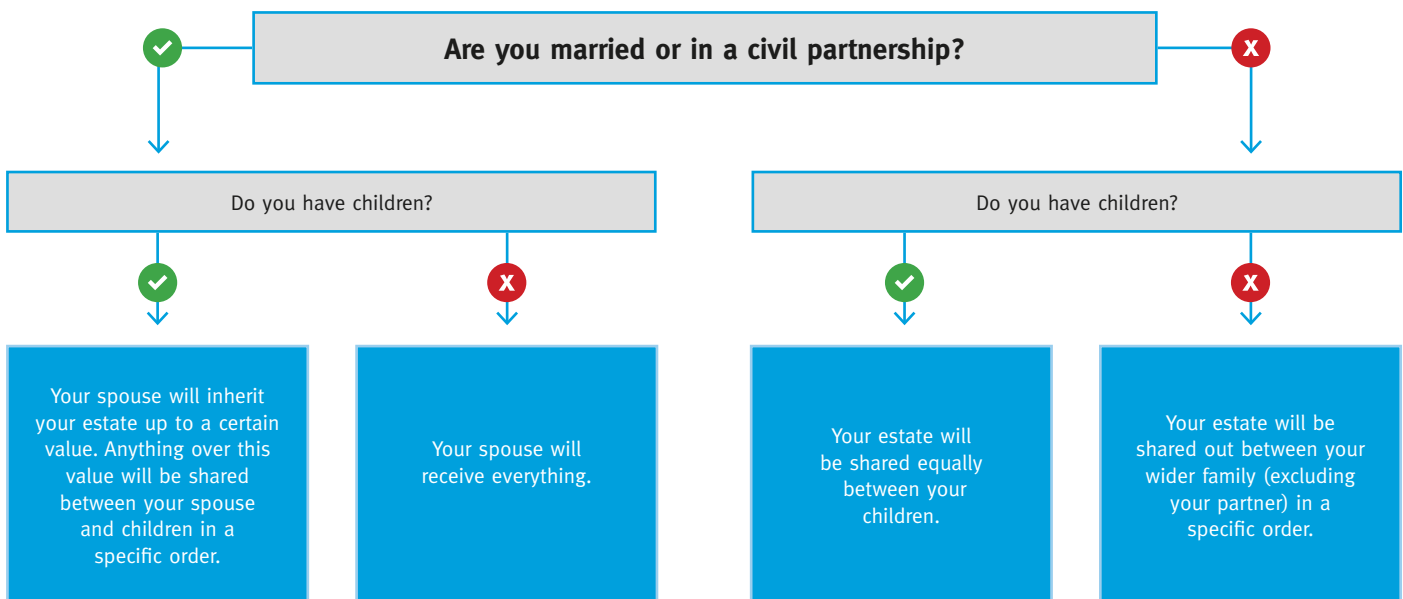 Are you married or in a civil partnership?
Do you have children?
Do you have children?
Your spouse will inherit
your estate up to a certain
value. Anything over this
value will be shared
between your spouse
and children in a
specific order.
Your spouse will
receive everything.
Your estate will
be shared equally
between your
children.
Your estate will be
shared out between your
wider family (excluding
your partner) in a
specific order.